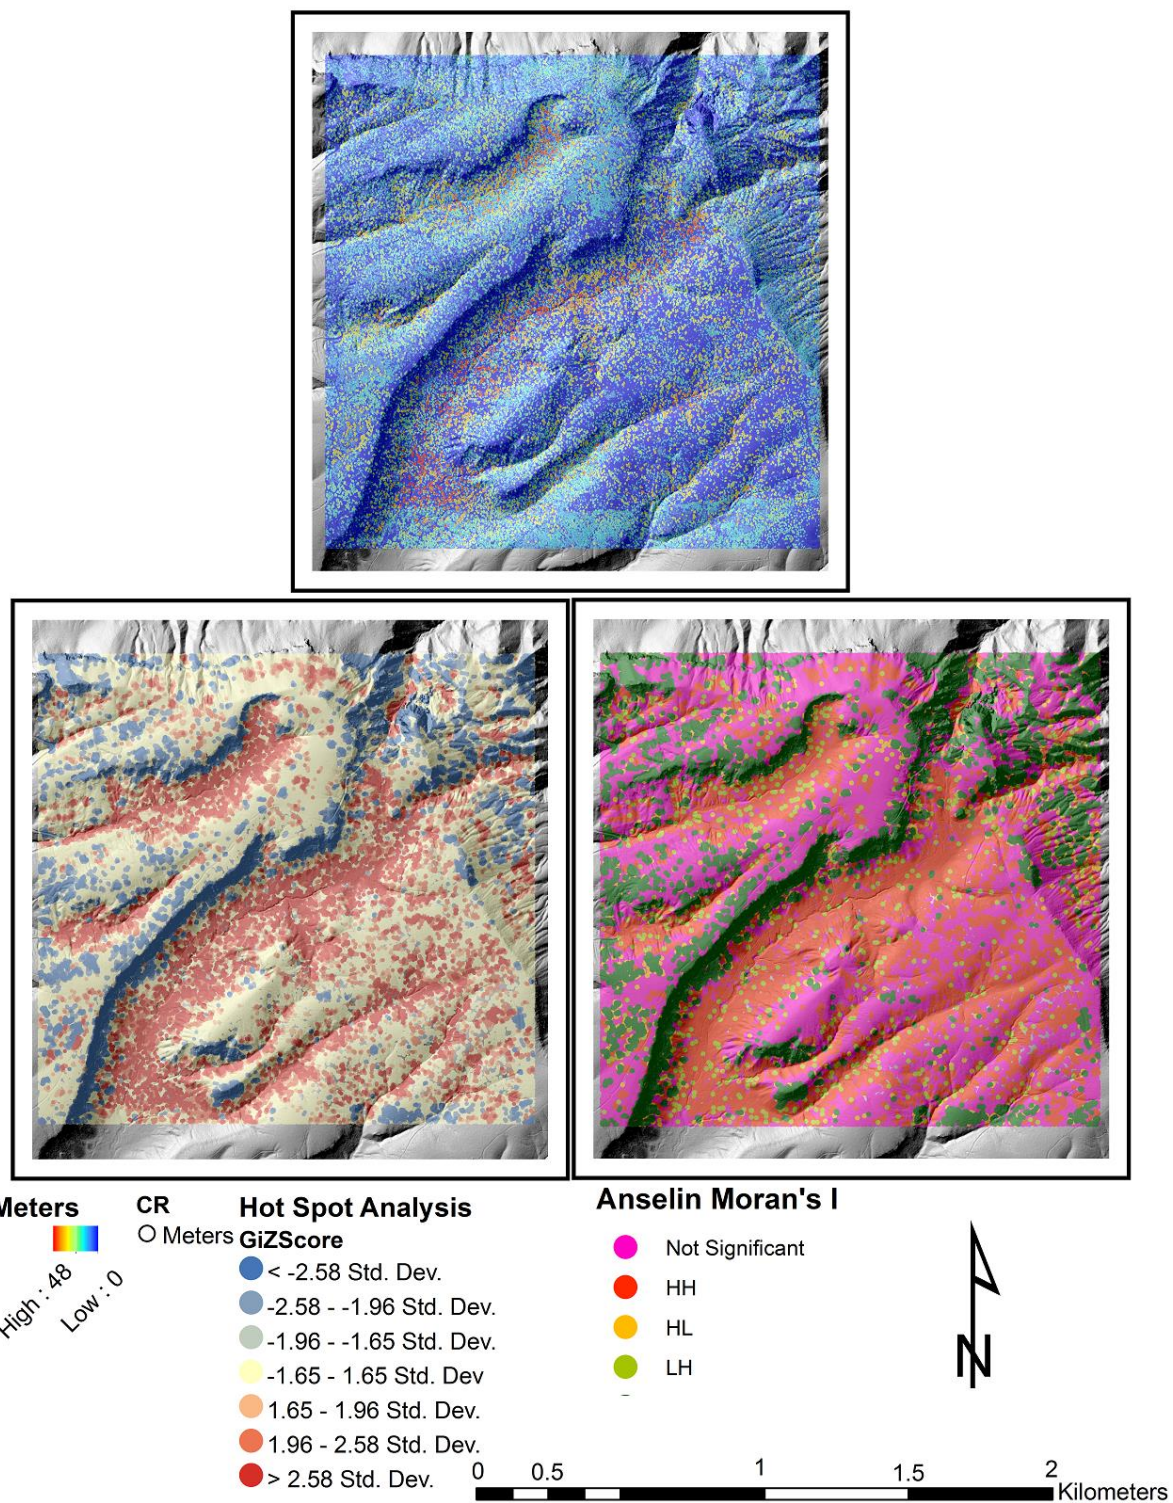 Meters
High : 48
Low : 0
CR
Meters
Hot Spot Analysis
GiZScore
< -2.58 Std. Dev.
-2.58 - -1.96 Std. Dev.
-1.96 - -1.65 Std. Dev.
-1.65 - 1.65 Std. Dev
1.65 - 1.96 Std. Dev.
1.96 - 2.58 Std. Dev.
> 2.58 Std. Dev.
Anselin Moran's I
Not Significant
HH
HL
LH
N
0 0.5 1 1.5 2
Kilometers